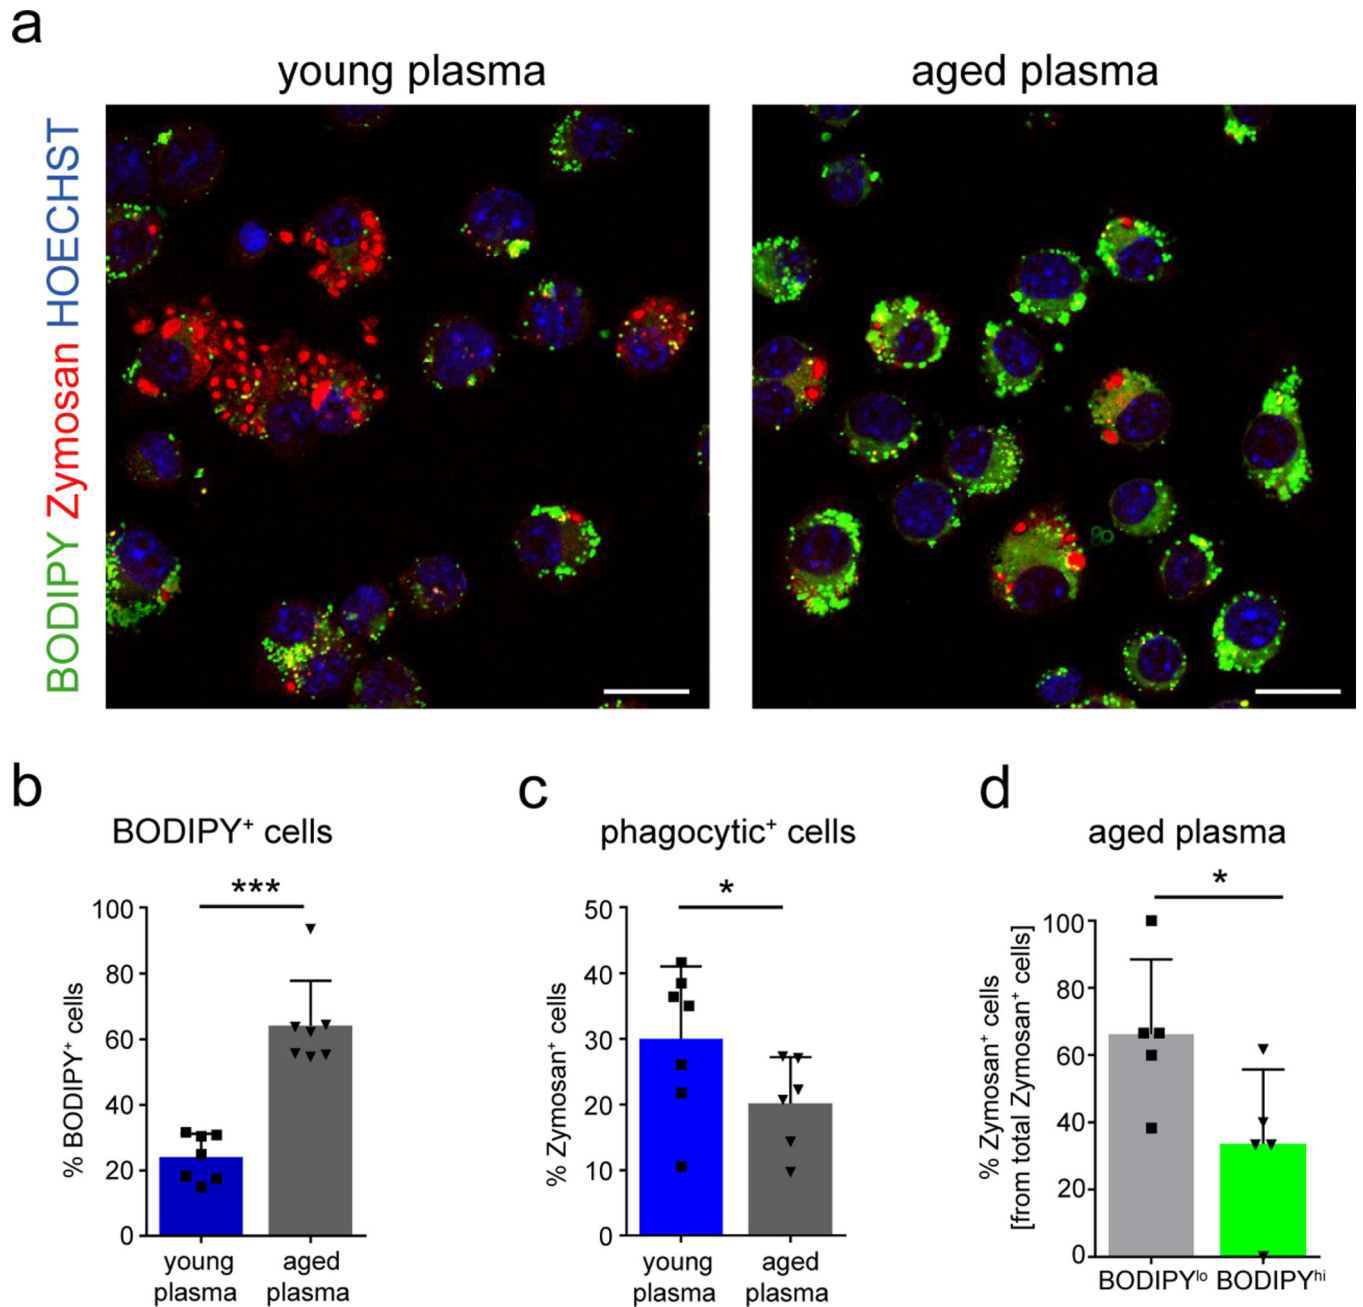 a
young plasma
aged plasma
BODIPY Zymosan HOECHST
b
BODIPY⁺ cells
***
% BODIPY⁺ cells
100
80
60
40
20
0
young
plasma
aged
plasma
c
phagocytic⁺ cells
*
% Zymosan⁺ cells
50
40
30
20
10
0
young
plasma
aged
plasma
d
aged plasma
*
% Zymosan⁺ cells
[from total Zymosan⁺ cells]
100
80
60
40
20
0
BODIPYˡᵒ
BODIPYʰⁱ